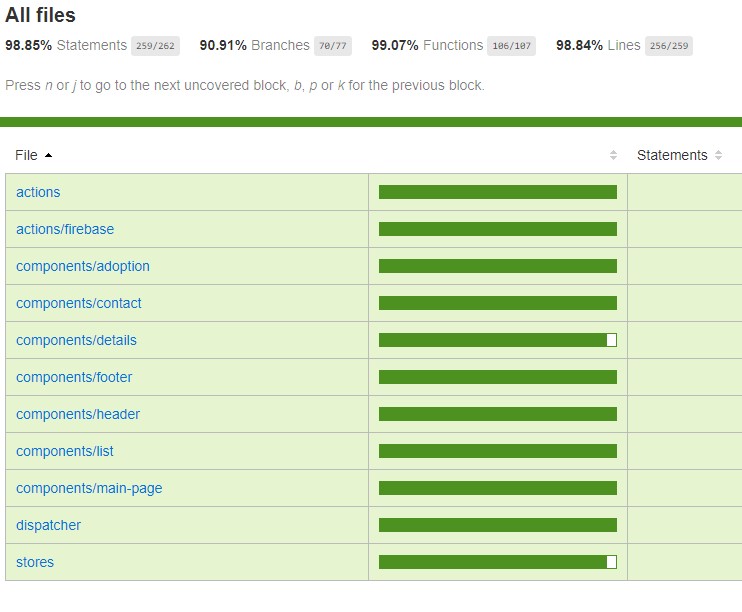 All files
98.85% Statements 259/262 90.91% Branches 70/77 99.07% Functions 106/107 98.84% Lines 256/259
Press n or j to go to the next uncovered block, b, p or k for the previous block.
File Statements
actions
actions/firebase
components/adoption
components/contact
components/details
components/footer
components/header
components/list
components/main-page
dispatcher
stores